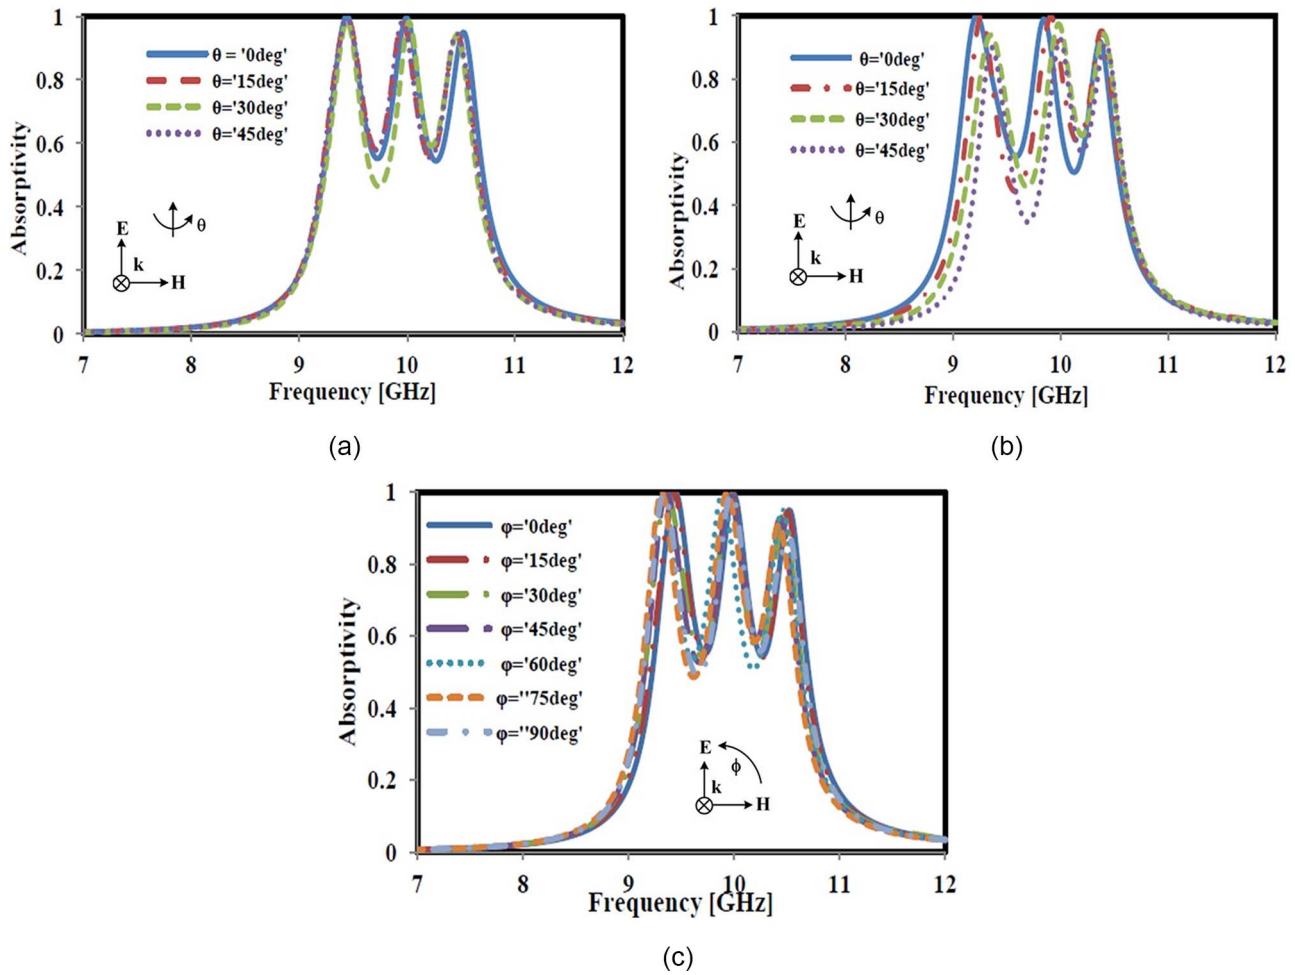 1
0.8
0.6
0.4
0.2
0
Absorptivity
θ = '0deg'
θ='15deg'
θ='30deg'
θ='45deg'
θ
E
k
H
7 8 9 10 11 12
Frequency [GHz]
(a)
1
0.8
0.6
0.4
0.2
0
Absorptivity
θ='0deg'
θ='15deg'
θ='30deg'
θ='45deg'
θ
E
k
H
7 8 9 10 11 12
Frequency [GHz]
(b)
1
0.8
0.6
0.4
0.2
0
Absorptivity
φ='0deg'
φ='15deg'
φ='30deg'
φ='45deg'
φ='60deg'
φ=''75deg'
φ=''90deg'
E
ϕ
k
H
7 8 9 10 11 12
Frequency [GHz]
(c)